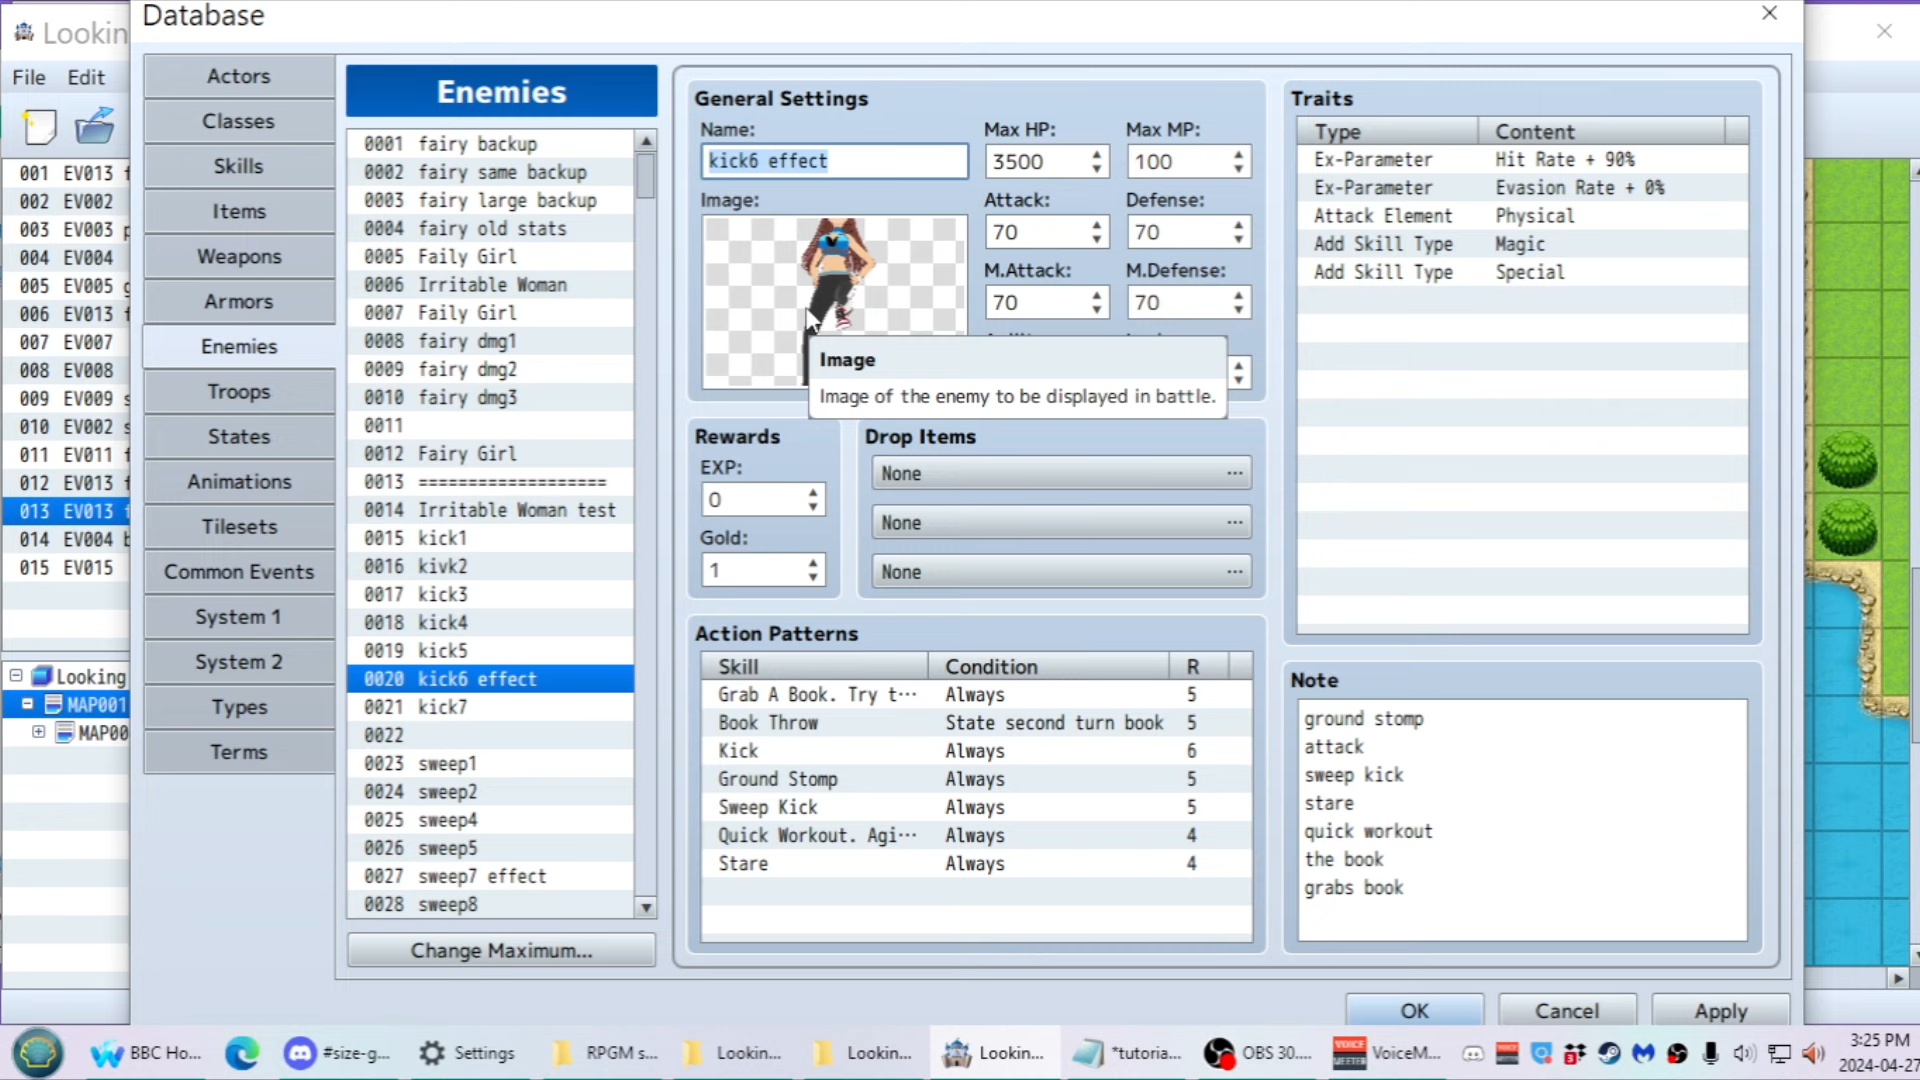 Database
Lookin
File Edit
001 EV013 f
002 EV002
003 EV003 p
004 EV004
005 EV005 g
006 EV013 f
007 EV007
008 EV008
009 EV009 s
010 EV002 s
011 EV011 f
012 EV013 f
013 EV013 f
014 EV004 b
015 EV015
Looking
MAP001
MAP00
Actors
Classes
Skills
Items
Weapons
Armors
Enemies
Troops
States
Animations
Tilesets
Common Events
System 1
System 2
Types
Terms
Enemies
0001 fairy backup
0002 fairy same backup
0003 fairy large backup
0004 fairy old stats
0005 Faily Girl
0006 Irritable Woman
0007 Faily Girl
0008 fairy dmg1
0009 fairy dmg2
0010 fairy dmg3
0011
0012 Fairy Girl
0013 ====================
0014 Irritable Woman test
0015 kick1
0016 kivk2
0017 kick3
0018 kick4
0019 kick5
0020 kick6 effect
0021 kick7
0022
0023 sweep1
0024 sweep2
0025 sweep4
0026 sweep5
0027 sweep7 effect
0028 sweep8
Change Maximum...
General Settings
Name:
kick6 effect
Max HP:
3500
Max MP:
100
Image:
Attack:
70
Defense:
70
M.Attack:
70
M.Defense:
70
Image
Image of the enemy to be displayed in battle.
Rewards
EXP:
0
Gold:
1
Drop Items
None ...
None ...
None ...
Action Patterns
Skill Condition R
Grab A Book. Try t··· Always 5
Book Throw State second turn book 5
Kick Always 6
Ground Stomp Always 5
Sweep Kick Always 5
Quick Workout. Agi··· Always 4
Stare Always 4
Traits
Type Content
Ex-Parameter Hit Rate + 90%
Ex-Parameter Evasion Rate + 0%
Attack Element Physical
Add Skill Type Magic
Add Skill Type Special
Note
ground stomp
attack
sweep kick
stare
quick workout
the book
grabs book
OK Cancel Apply
BBC Ho... #size-g... Settings RPGM s... Lookin... Lookin... Lookin... *tutoria... OBS 30.... VOICE MEETER VoiceM...
3:25 PM
2024-04-27